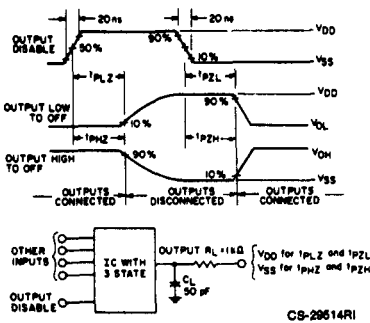 20 ns
20 ns
OUTPUT DISABLE
90%
90%
10%
VDD
VSS
tPLZ
tPZL
OUTPUT LOW TO OFF
10%
90%
VDD
VOL
tPHZ
tPZH
OUTPUT HIGH TO OFF
90%
10%
VOH
VSS
OUTPUTS CONNECTED
OUTPUTS DISCONNECTED
OUTPUTS CONNECTED
OTHER INPUTS
OUTPUT DISABLE
IC WITH 3 STATE
OUTPUT RL = 1kΩ
CL
50 pF
VDD for tPLZ and tPZL
VSS for tPHZ and tPZH
CS-29514RI